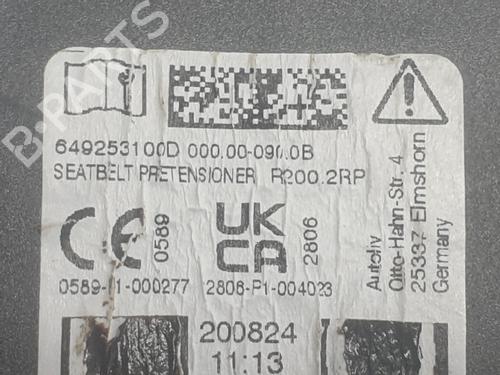 B-PARTS
649253100D 000.00-090.0B
SEATBELT PRETENSIONER R200.2RP
CE 0589
UK CA 2806
0589-11-000277
2806-P1-004023
200824
11:13
Autoliv
Otto-Hahn-Str. 4
25337 Elmshorn
Germany